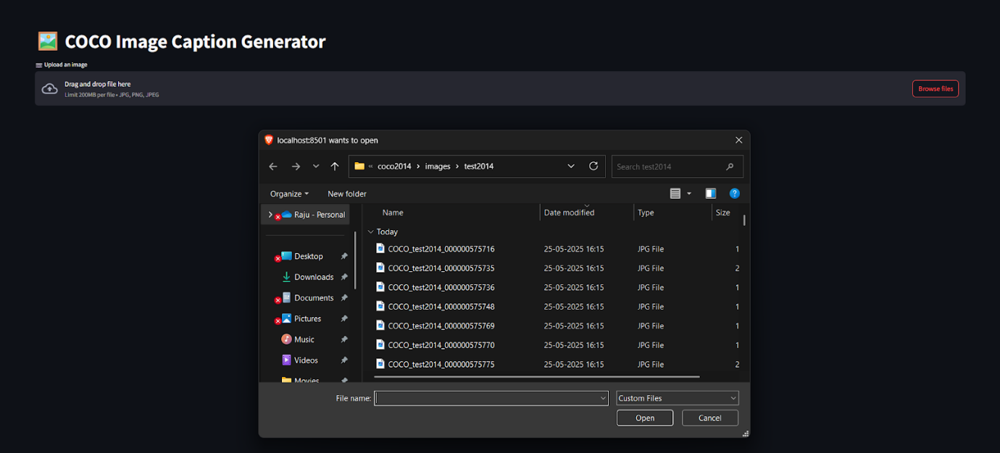 COCO Image Caption Generator
Upload an image
Drag and drop file here
Limit 200MB per file • JPG, PNG, JPEG
Browse files
localhost:8501 wants to open
« coco2014 › images › test2014
Search test2014
Organize
New folder
Raju - Personal
Desktop
Downloads
Documents
Pictures
Music
Videos
Movies
Name Date modified Type Size
Today
COCO_test2014_000000575716 25-05-2025 16:15 JPG File 1
COCO_test2014_000000575735 25-05-2025 16:15 JPG File 2
COCO_test2014_000000575736 25-05-2025 16:15 JPG File 1
COCO_test2014_000000575748 25-05-2025 16:15 JPG File 1
COCO_test2014_000000575769 25-05-2025 16:15 JPG File 1
COCO_test2014_000000575770 25-05-2025 16:15 JPG File 1
COCO_test2014_000000575775 25-05-2025 16:15 JPG File 2
File name:
Custom Files
Open
Cancel